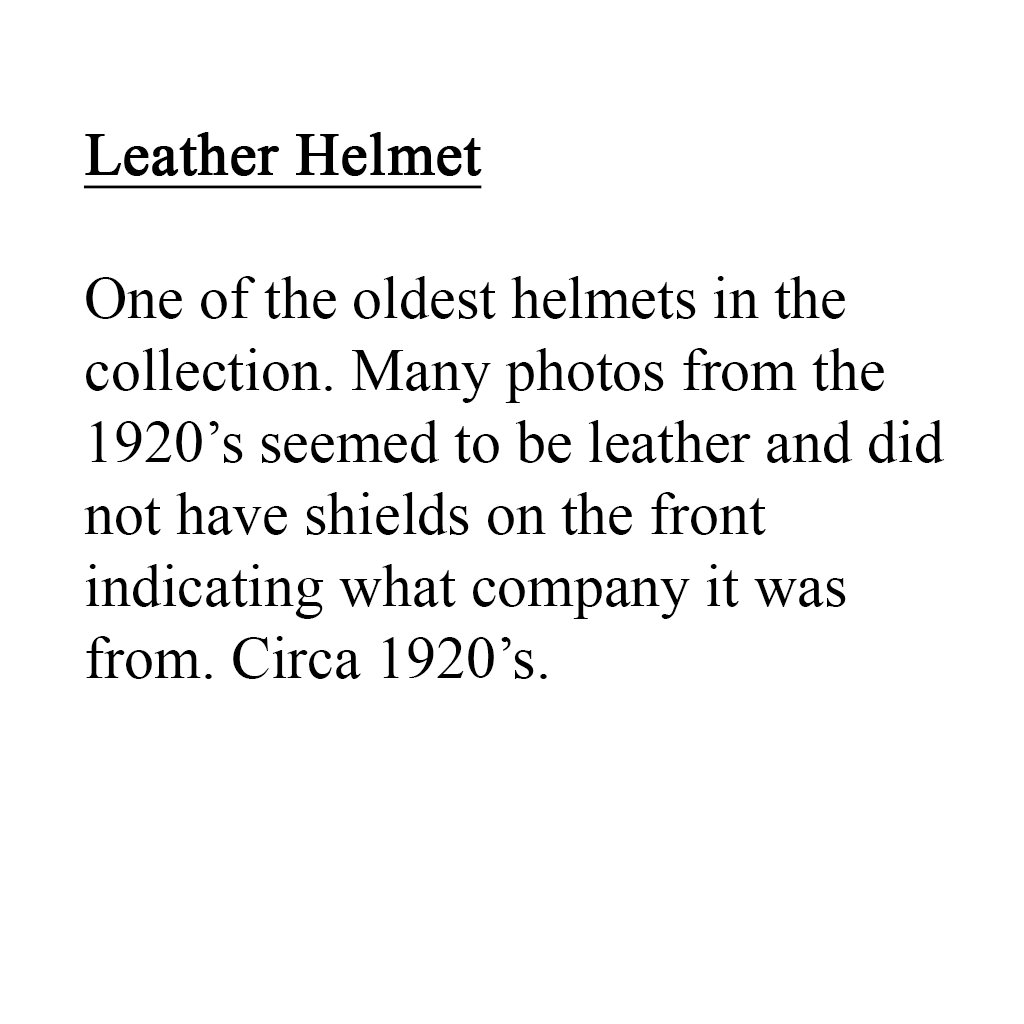 Leather Helmet
One of the oldest helmets in the
collection. Many photos from the
1920’s seemed to be leather and did
not have shields on the front
indicating what company it was
from. Circa 1920’s.